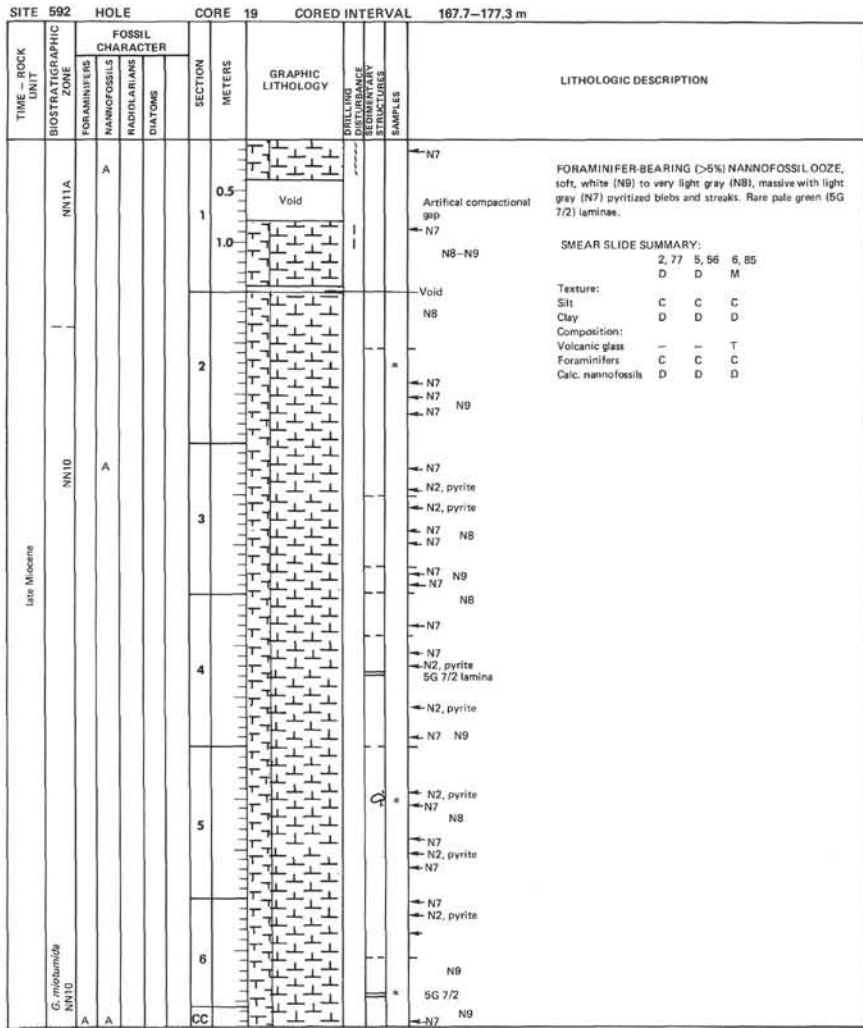 SITE 592 HOLE CORE 19 CORED INTERVAL 167.7–177.3 m
TIME – ROCK UNIT
BIOSTRATIGRAPHIC ZONE
FOSSIL CHARACTER
FORAMINIFERS
NANNOFOSSILS
RADIOLARIANS
DIATOMS
SECTION
METERS
GRAPHIC LITHOLOGY
DRILLING DISTURBANCE
SEDIMENTARY STRUCTURES
SAMPLES
LITHOLOGIC DESCRIPTION
late Miocene
NN11A
NN10
G. miotumida
NN10
A
A
A A
1
0.5
1.0
2
3
4
5
6
CC
Void
*
*
*
N7
Artifical compactional
gap
N7
N8–N9
Void
N8
N7
N7
N9
N7
N7
N2, pyrite
N2, pyrite
N7
N8
N7
N7
N9
N7
N8
N7
N7
N2, pyrite
5G 7/2 lamina
N2, pyrite
N7 N9
N2, pyrite
N7
N8
N7
N2, pyrite
N7
N7
N2, pyrite
N9
5G 7/2
N9
N7
FORAMINIFER-BEARING (>5%) NANNOFOSSIL OOZE,
soft, white (N9) to very light gray (N8), massive with light
gray (N7) pyritized blebs and streaks. Rare pale green (5G
7/2) laminae.
SMEAR SLIDE SUMMARY:
2, 77 5, 56 6, 85
D D M
Texture:
Silt C C C
Clay D D D
Composition:
Volcanic glass – – T
Foraminifers C C C
Calc. nannofossils D D D